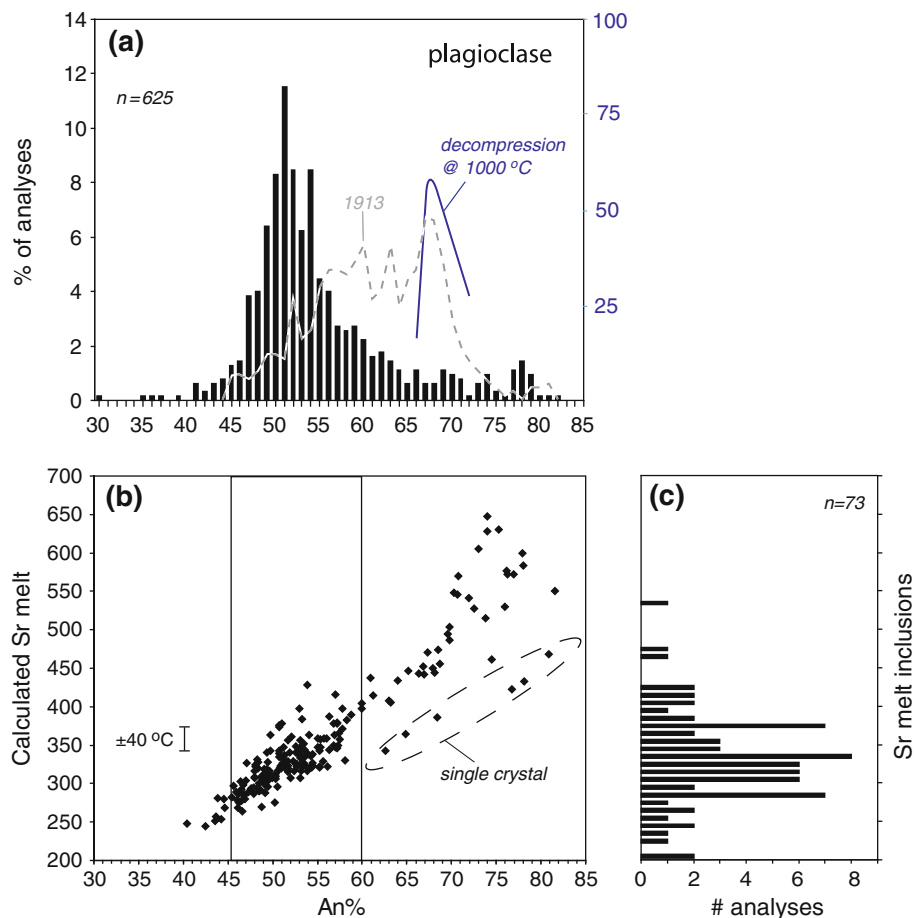 (a)
plagioclase
n=625
1913
decompression
@ 1000 °C
% of analyses
14
12
10
8
6
4
2
0
100
75
50
25
30 35 40 45 50 55 60 65 70 75 80 85
(b)
Calculated Sr melt
700
650
600
550
500
450
400
350
300
250
200
±40 °C
single crystal
30 35 40 45 50 55 60 65 70 75 80 85
An%
(c)
n=73
Sr melt inclusions
0 2 4 6 8
# analyses